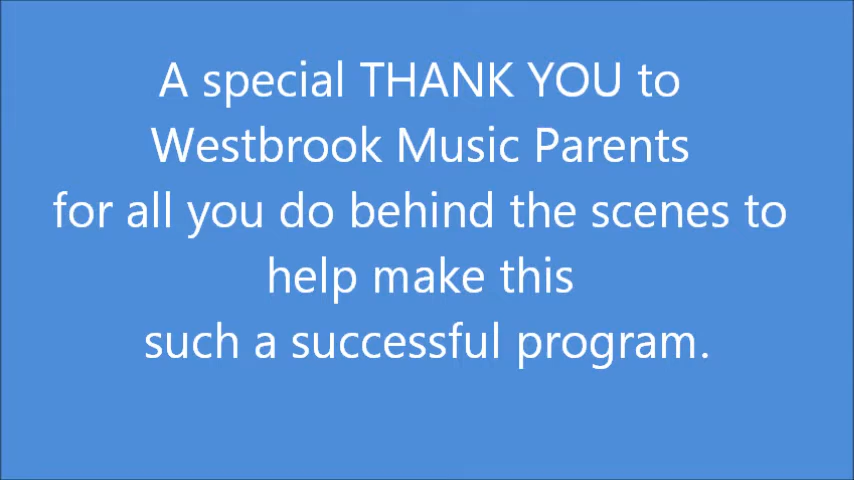 A special THANK YOU to
Westbrook Music Parents
for all you do behind the scenes to
help make this
such a successful program.